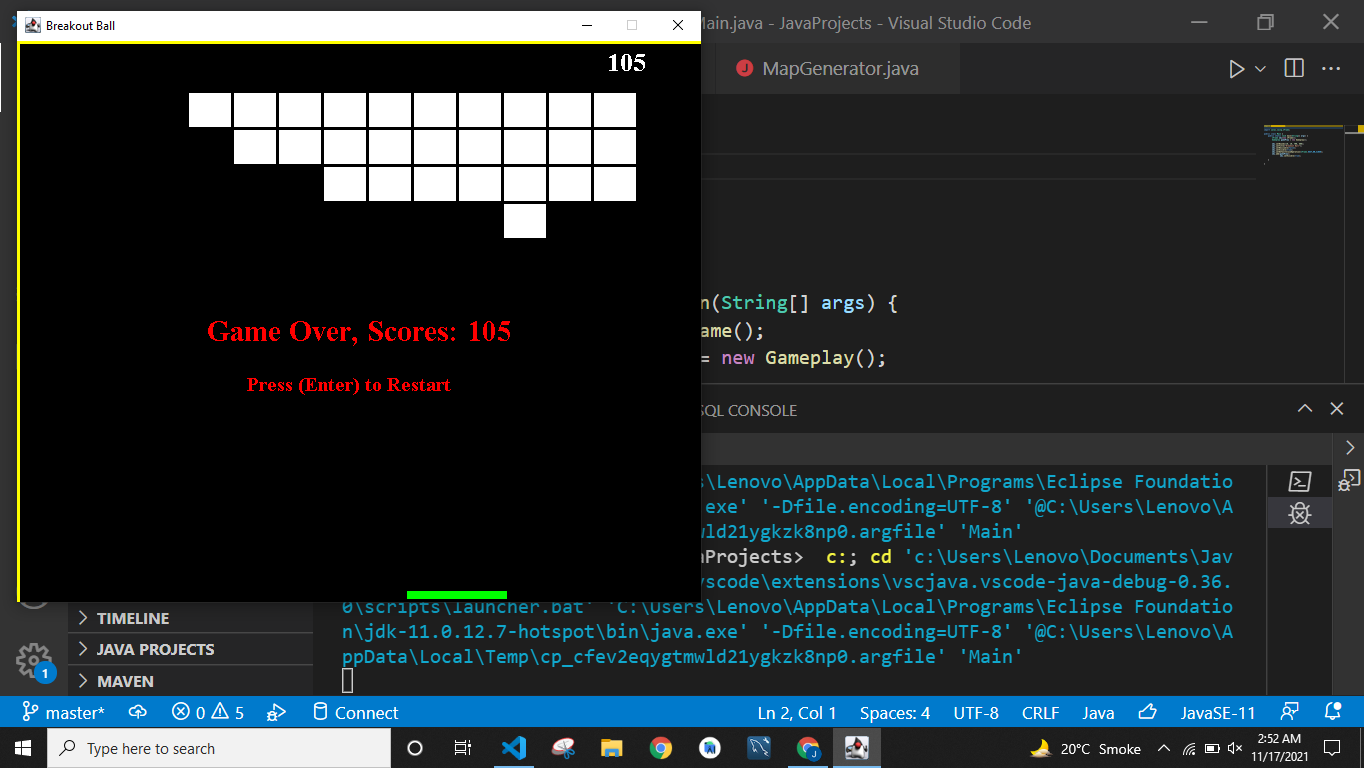 Breakout Ball
Main.java - JavaProjects - Visual Studio Code
105
MapGenerator.java
Game Over, Scores: 105
Press (Enter) to Restart
(String[] args) {
ame();
= new Gameplay();
SQL CONSOLE
s\Lenovo\AppData\Local\Programs\Eclipse Foundatio
.exe' '-Dfile.encoding=UTF-8' '@C:\Users\Lenovo\A
wld21ygkzk8np0.argfile' 'Main'
aProjects> c:; cd 'c:\Users\Lenovo\Documents\Jav
vscode\extensions\vscjava.vscode-java-debug-0.36.
0\scripts\launcher.bat' 'C:\Users\Lenovo\AppData\Local\Programs\Eclipse Foundatio
n\jdk-11.0.12.7-hotspot\bin\java.exe' '-Dfile.encoding=UTF-8' '@C:\Users\Lenovo\A
ppData\Local\Temp\cp_cfev2eqygtmwld21ygkzk8np0.argfile' 'Main'
TIMELINE
JAVA PROJECTS
MAVEN
1
master* 0 5 Connect Ln 2, Col 1 Spaces: 4 UTF-8 CRLF Java JavaSE-11
Type here to search
20°C Smoke
2:52 AM
11/17/2021